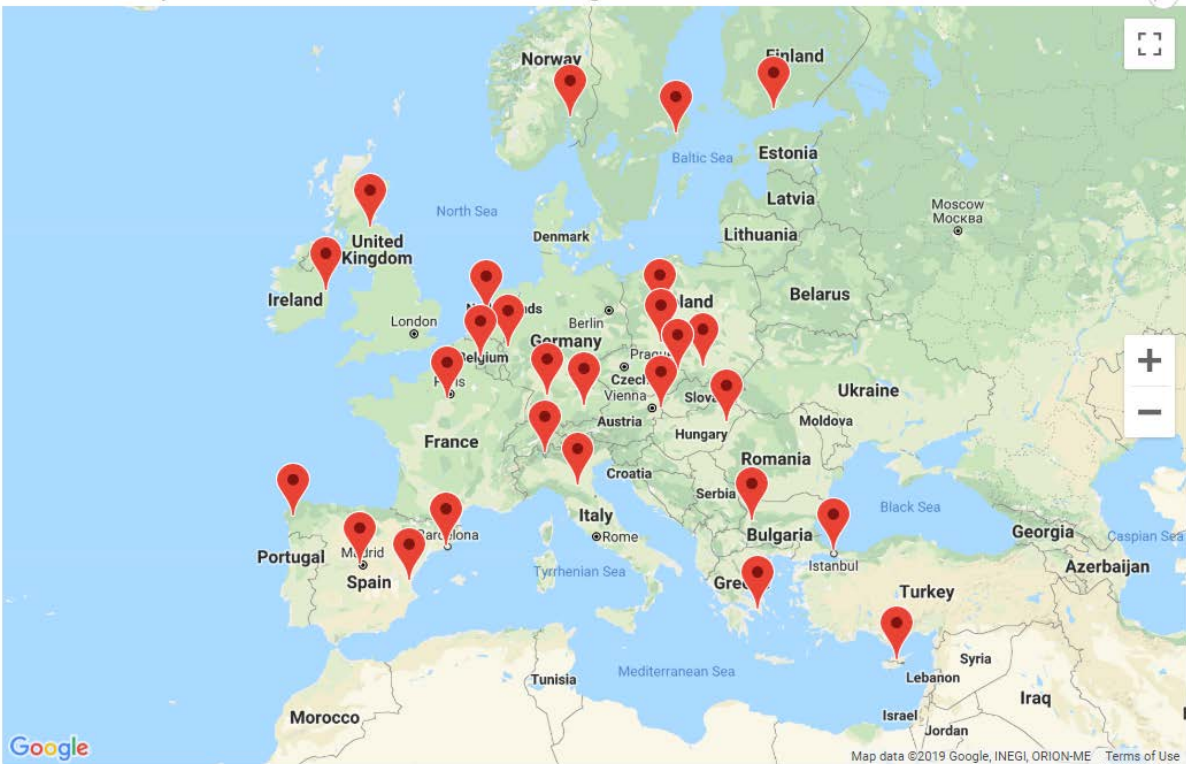 Norway
Finland
Baltic Sea
Estonia
Latvia
Moscow
Москва
North Sea
Denmark
Lithuania
United
Kingdom
Ireland
Belarus
London
Berlin
Germany
Belgium
Vienna
Ukraine
Austria
Moldova
Hungary
France
Romania
Croatia
Serbia
Black Sea
Italy
Bulgaria
Georgia
Caspian Sea
Portugal
Rome
Azerbaijan
Istanbul
Spain
Tyrrhenian Sea
Turkey
Mediterranean Sea
Syria
Tunisia
Lebanon
Iraq
Morocco
Israel
Jordan
Google
Map data ©2019 Google, INEGI, ORION-ME Terms of Use